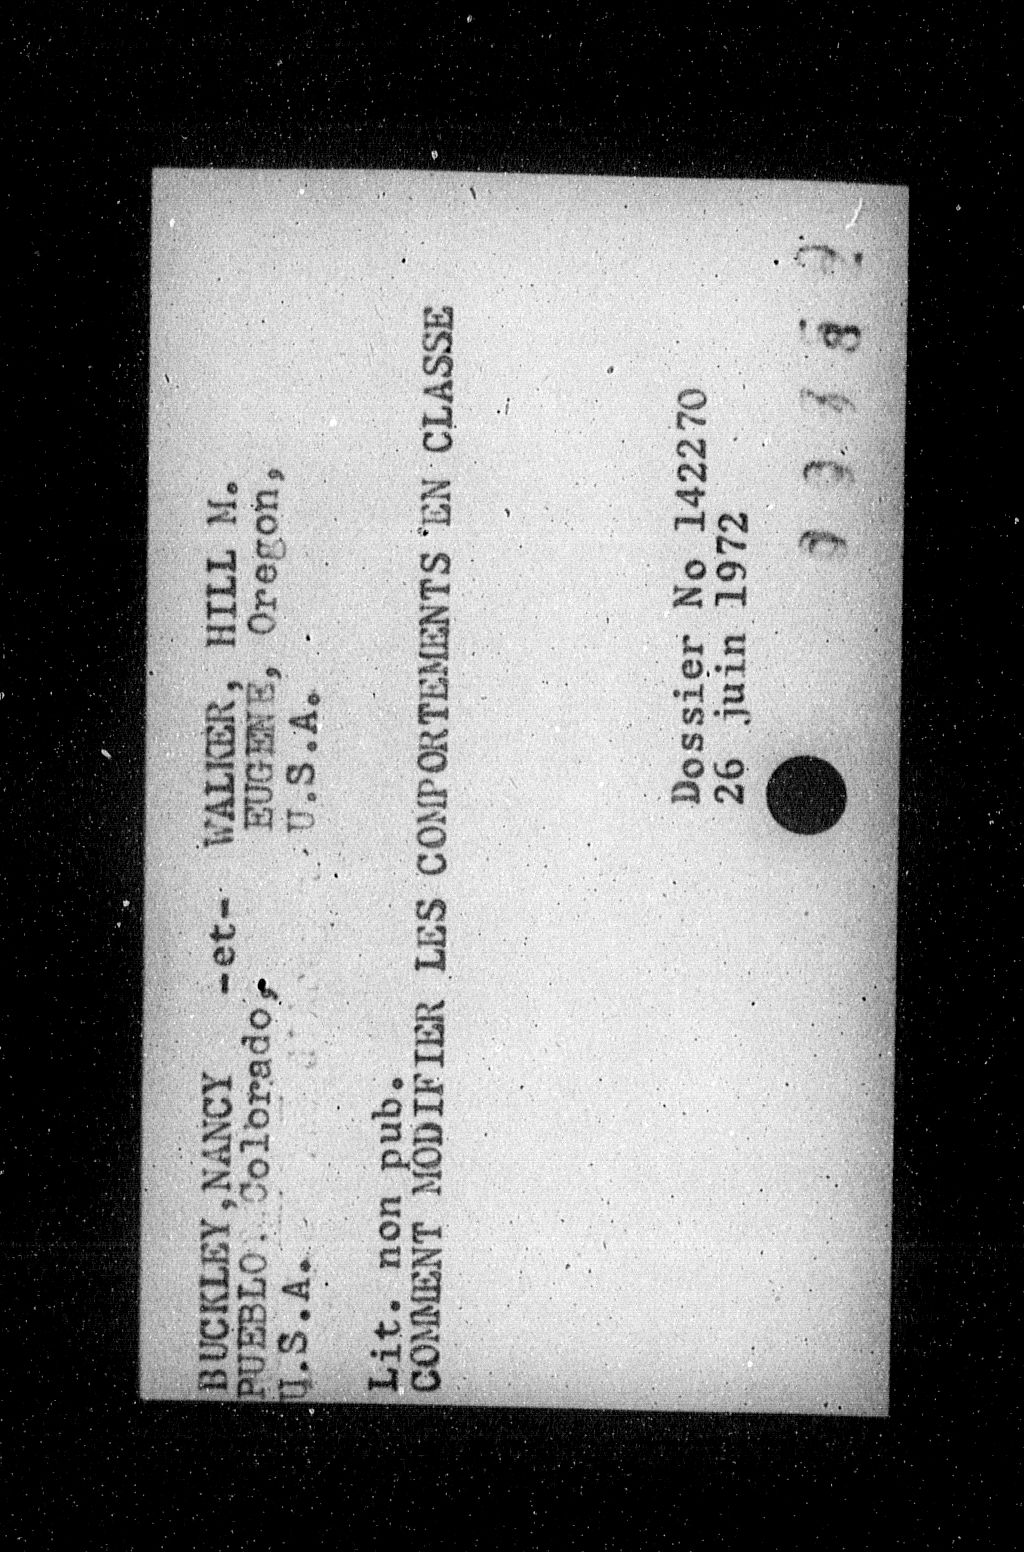 BUCKLEY,NANCY -et- WALKER, HILL M.
PUEBLO, Colorado, EUGENE, Oregon,
U.S.A. U.S.A.
Lit. non pub.
COMMENT MODIFIER LES COMPORTEMENTS EN CLASSE
Dossier No 142270
26 juin 1972